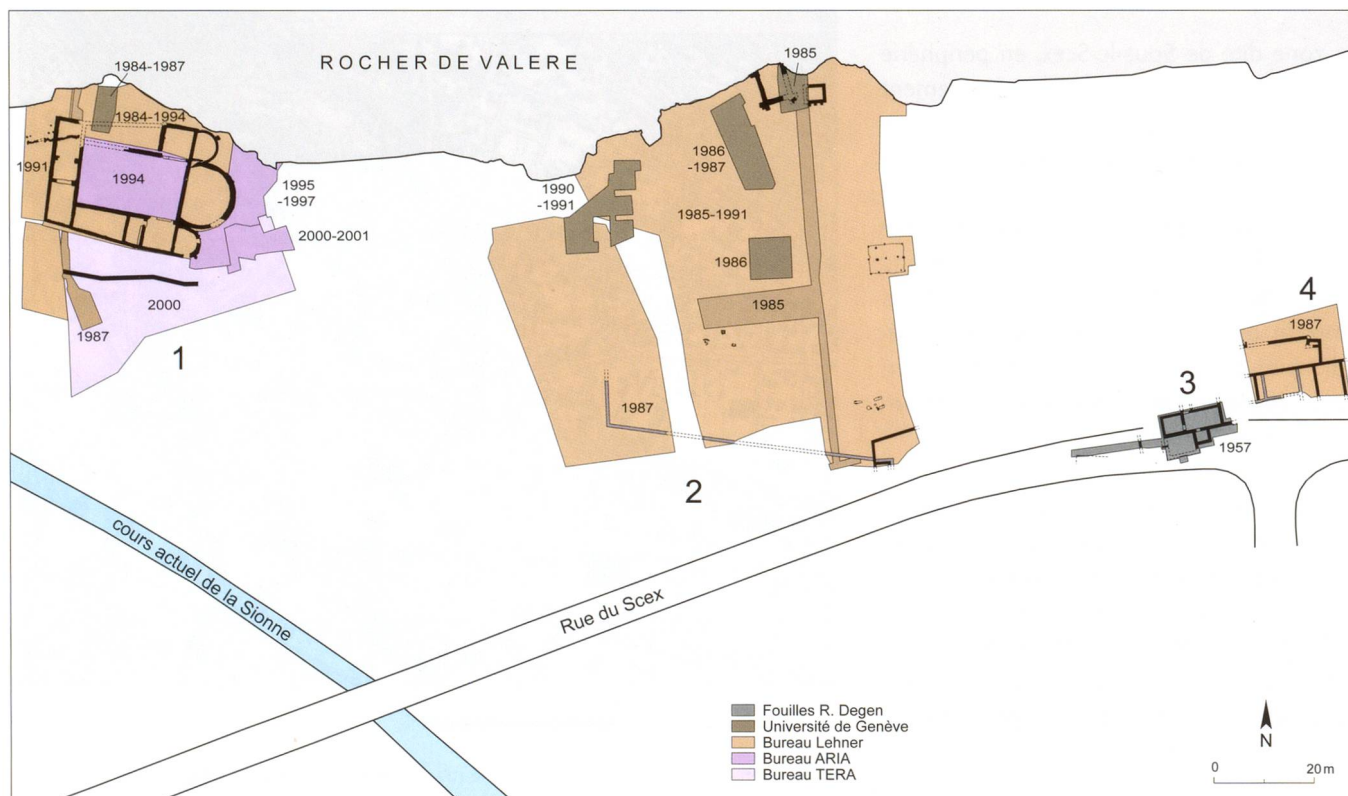 ROCHER DE VALERE
1984-1987
1984-1994
1991
1994
1995
-1997
2000-2001
2000
1987
1
1985
1986
-1987
1990
-1991
1985-1991
1986
1985
1987
2
3
1957
4
1987
cours actuel de la Sionne
Rue du Scex
Fouilles R. Degen
Université de Genève
Bureau Lehner
Bureau ARIA
Bureau TERA
N
0 20 m